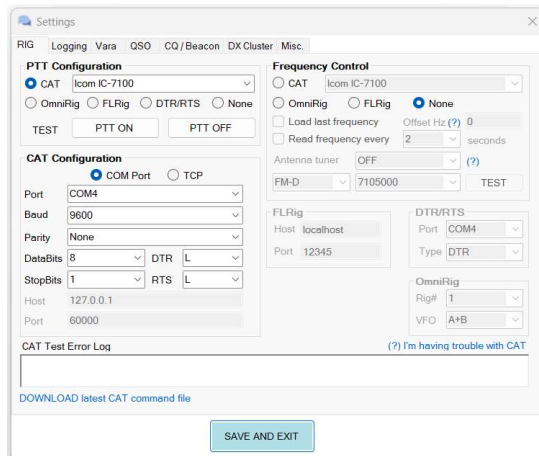 Settings
RIG Logging Vara QSO CQ / Beacon DX Cluster Misc.
PTT Configuration
CAT Icom IC-7100
OmniRig FLRig DTR/RTS None
TEST PTT ON PTT OFF
CAT Configuration
COM Port TCP
Port COM4
Baud 9600
Parity None
DataBits 8 DTR L
StopBits 1 RTS L
Host 127.0.0.1
Port 60000
Frequency Control
CAT Icom IC-7100
OmniRig FLRig None
Load last frequency Offset Hz (?) 0
Read frequency every 2 seconds
Antenna tuner OFF (?)
FM-D 7105000 TEST
FLRig
Host localhost
Port 12345
DTR/RTS
Port COM4
Type DTR
OmniRig
Rig# 1
VFO A+B
CAT Test Error Log (?) I'm having trouble with CAT
DOWNLOAD latest CAT command file
SAVE AND EXIT